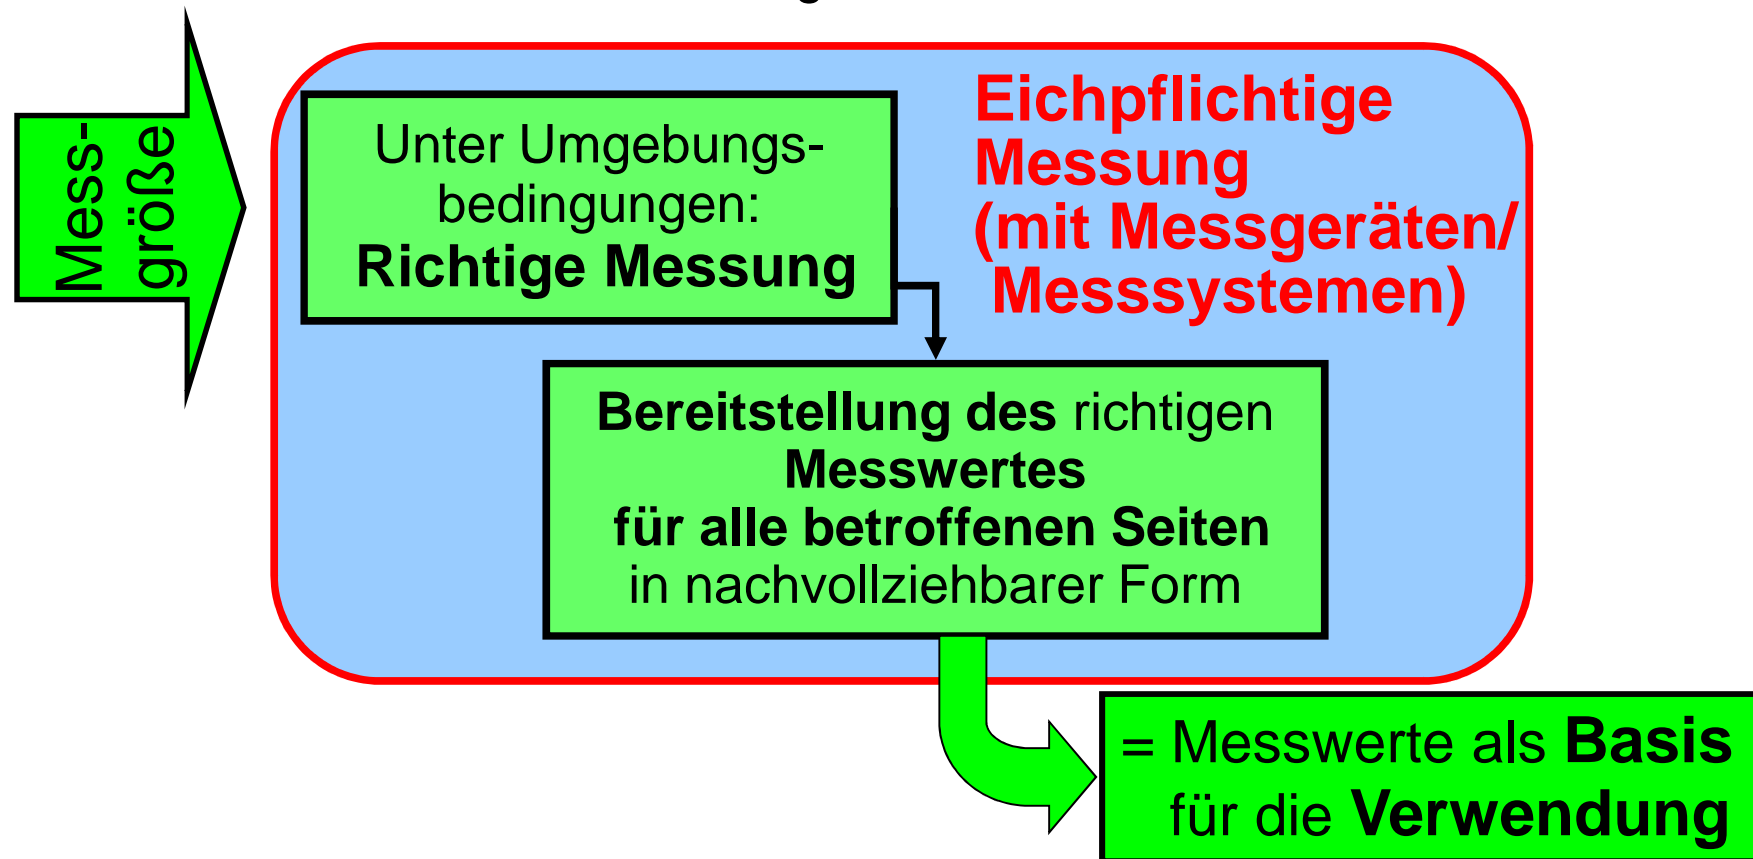 Mess-
größe
Unter Umgebungs-
bedingungen:
Richtige Messung
Eichpflichtige
Messung
(mit Messgeräten/
Messsystemen)
Bereitstellung des richtigen
Messwertes
für alle betroffenen Seiten
in nachvollziehbarer Form
= Messwerte als Basis
für die Verwendung